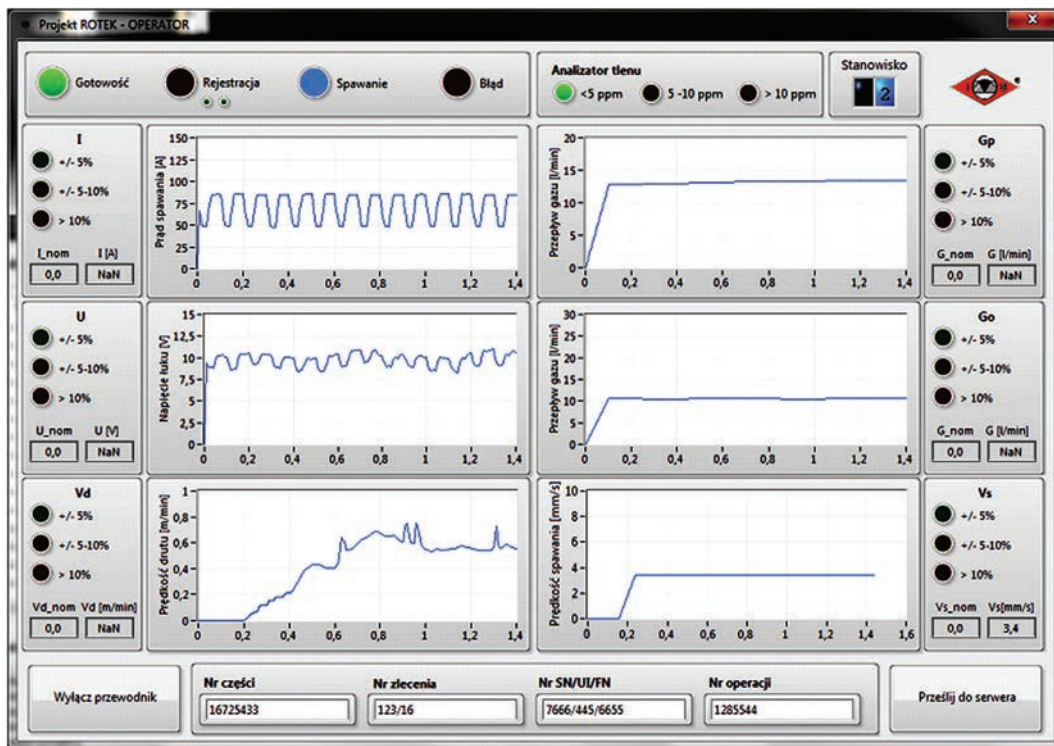 Projekt ROTEK - OPERATOR
Gotowość
Rejestracja
Spawanie
Błąd
Analizator tlenu
<5 ppm
5 -10 ppm
> 10 ppm
Stanowisko
2
I
+/- 5%
+/- 5-10%
> 10%
I_nom I [A]
0,0 NaN
Prąd spawania [A]
150
125
100
75
50
25
0
0 0,2 0,4 0,6 0,8 1 1,2 1,4
Przepływ gazu [l/min]
20
15
10
5
0
0 0,2 0,4 0,6 0,8 1 1,2 1,4
Gp
+/- 5%
+/- 5-10%
> 10%
G_nom G [l/min]
0,0 NaN
U
+/- 5%
+/- 5-10%
> 10%
U_nom U [V]
0,0 NaN
Napięcie łuku [V]
15
12,5
10
7,5
5
2,5
0
0 0,2 0,4 0,6 0,8 1 1,2 1,4
Przepływ gazu [l/min]
30
25
20
15
10
5
0
0 0,2 0,4 0,6 0,8 1 1,2 1,4
Go
+/- 5%
+/- 5-10%
> 10%
G_nom G [l/min]
0,0 NaN
Vd
+/- 5%
+/- 5-10%
> 10%
Vd_nom Vd [m/min]
0,0 NaN
Prędkość drutu [m/min]
1
0,8
0,6
0,4
0,2
0
0 0,2 0,4 0,6 0,8 1 1,2 1,4
Prędkość spawania [mm/s]
10
8
6
4
2
0
0 0,2 0,4 0,6 0,8 1 1,2 1,4 1,6
Vs
+/- 5%
+/- 5-10%
> 10%
Vs_nom Vs[mm/s]
0,0 3,4
Wyłącz przewodnik
Nr części
16725433
Nr zlecenia
123/16
Nr SN/UI/FN
7666/445/6655
Nr operacji
1285544
Prześlij do serwera